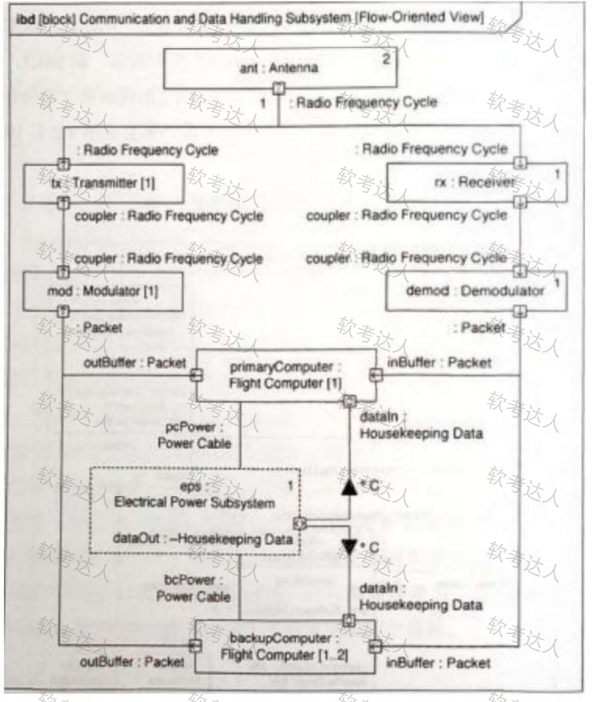 ibd [block] Communication and Data Handling Subsystem [Flow-Oriented View]
2
ant : Antenna
1
: Radio Frequency Cycle
: Radio Frequency Cycle
: Radio Frequency Cycle
tx : Transmitter [1]
rx : Receiver
1
coupler : Radio Frequency Cycle
coupler : Radio Frequency Cycle
coupler : Radio Frequency Cycle
coupler : Radio Frequency Cycle
mod : Modulator [1]
demod : Demodulator
1
: Packet
: Packet
outBuffer : Packet
primaryComputer :
Flight Computer [1]
inBuffer : Packet
pcPower :
Power Cable
dataIn :
Housekeeping Data
eps :
1
Electrical Power Subsystem
dataOut : ~Housekeeping Data
* C
* C
bcPower :
Power Cable
dataIn :
Housekeeping Data
backupComputer :
Flight Computer [1..2]
outBuffer : Packet
inBuffer : Packet
软考达人